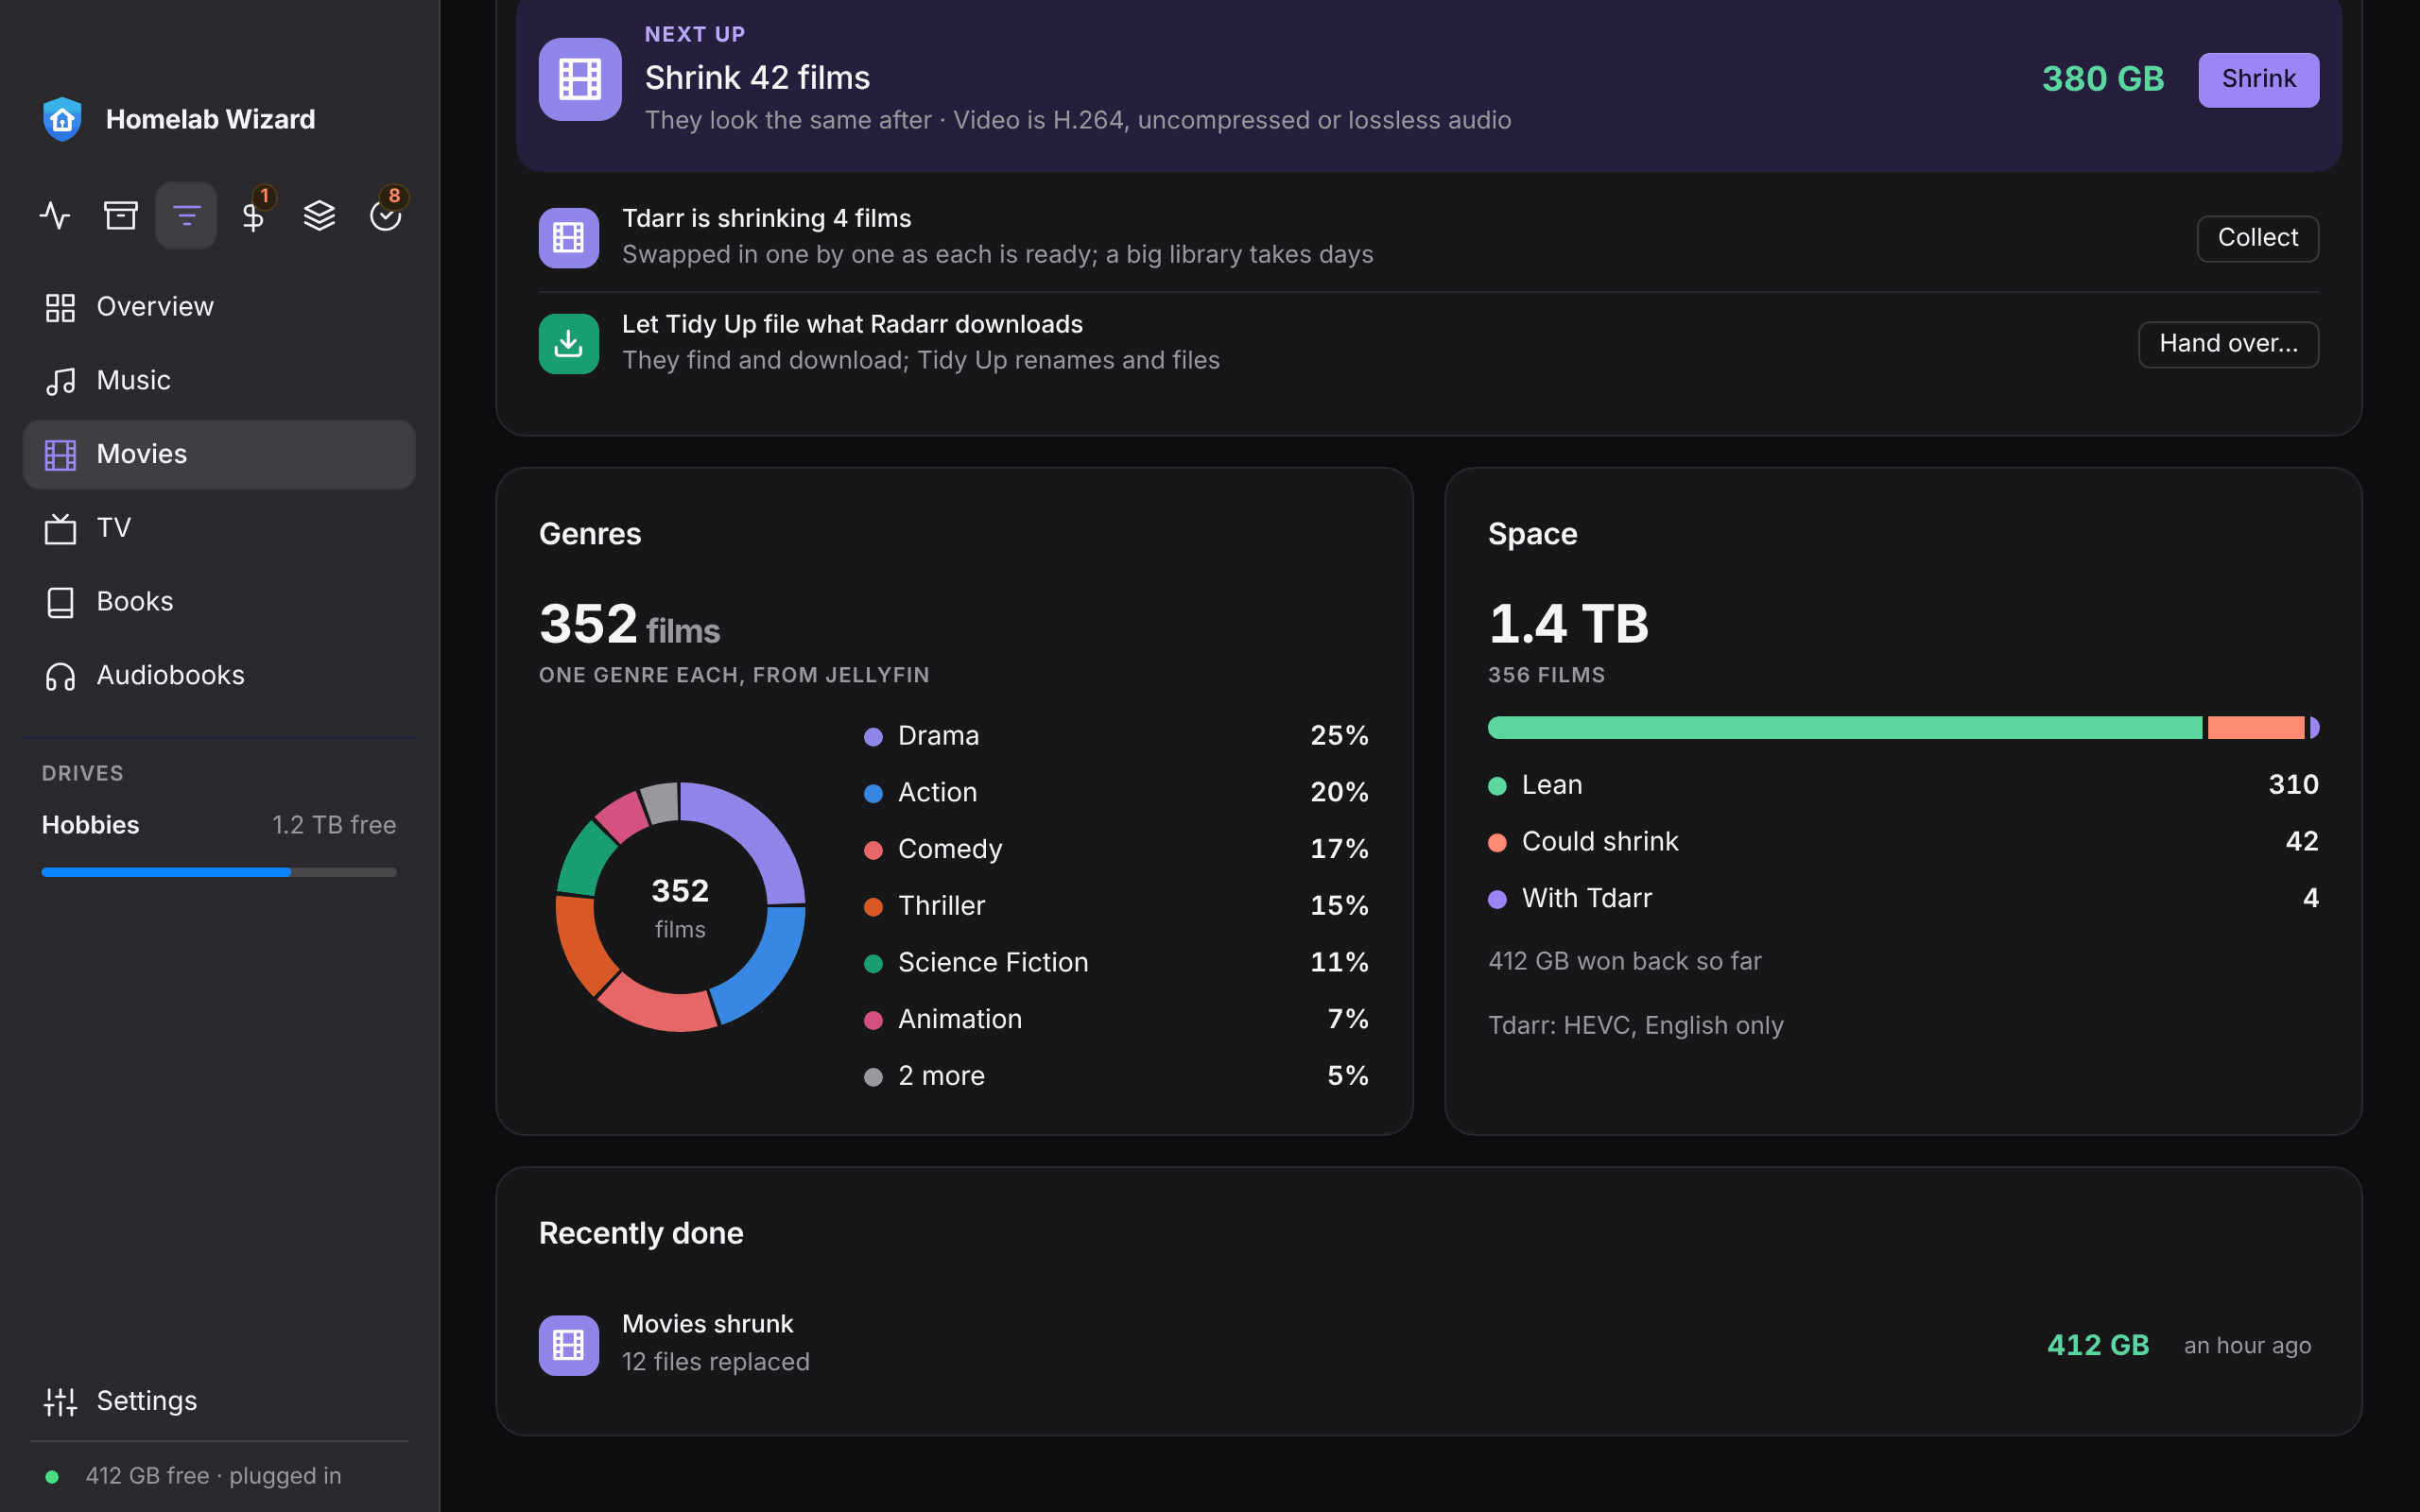 Homelab Wizard
1
8
Overview
Music
Movies
TV
Books
Audiobooks
DRIVES
Hobbies 1.2 TB free
Settings
412 GB free · plugged in
NEXT UP
Shrink 42 films
They look the same after · Video is H.264, uncompressed or lossless audio
380 GB
Shrink
Tdarr is shrinking 4 films
Swapped in one by one as each is ready; a big library takes days
Collect
Let Tidy Up file what Radarr downloads
They find and download; Tidy Up renames and files
Hand over...
Genres
352 films
ONE GENRE EACH, FROM JELLYFIN
352
films
Drama 25%
Action 20%
Comedy 17%
Thriller 15%
Science Fiction 11%
Animation 7%
2 more 5%
Space
1.4 TB
356 FILMS
Lean 310
Could shrink 42
With Tdarr 4
412 GB won back so far
Tdarr: HEVC, English only
Recently done
Movies shrunk
12 files replaced
412 GB an hour ago